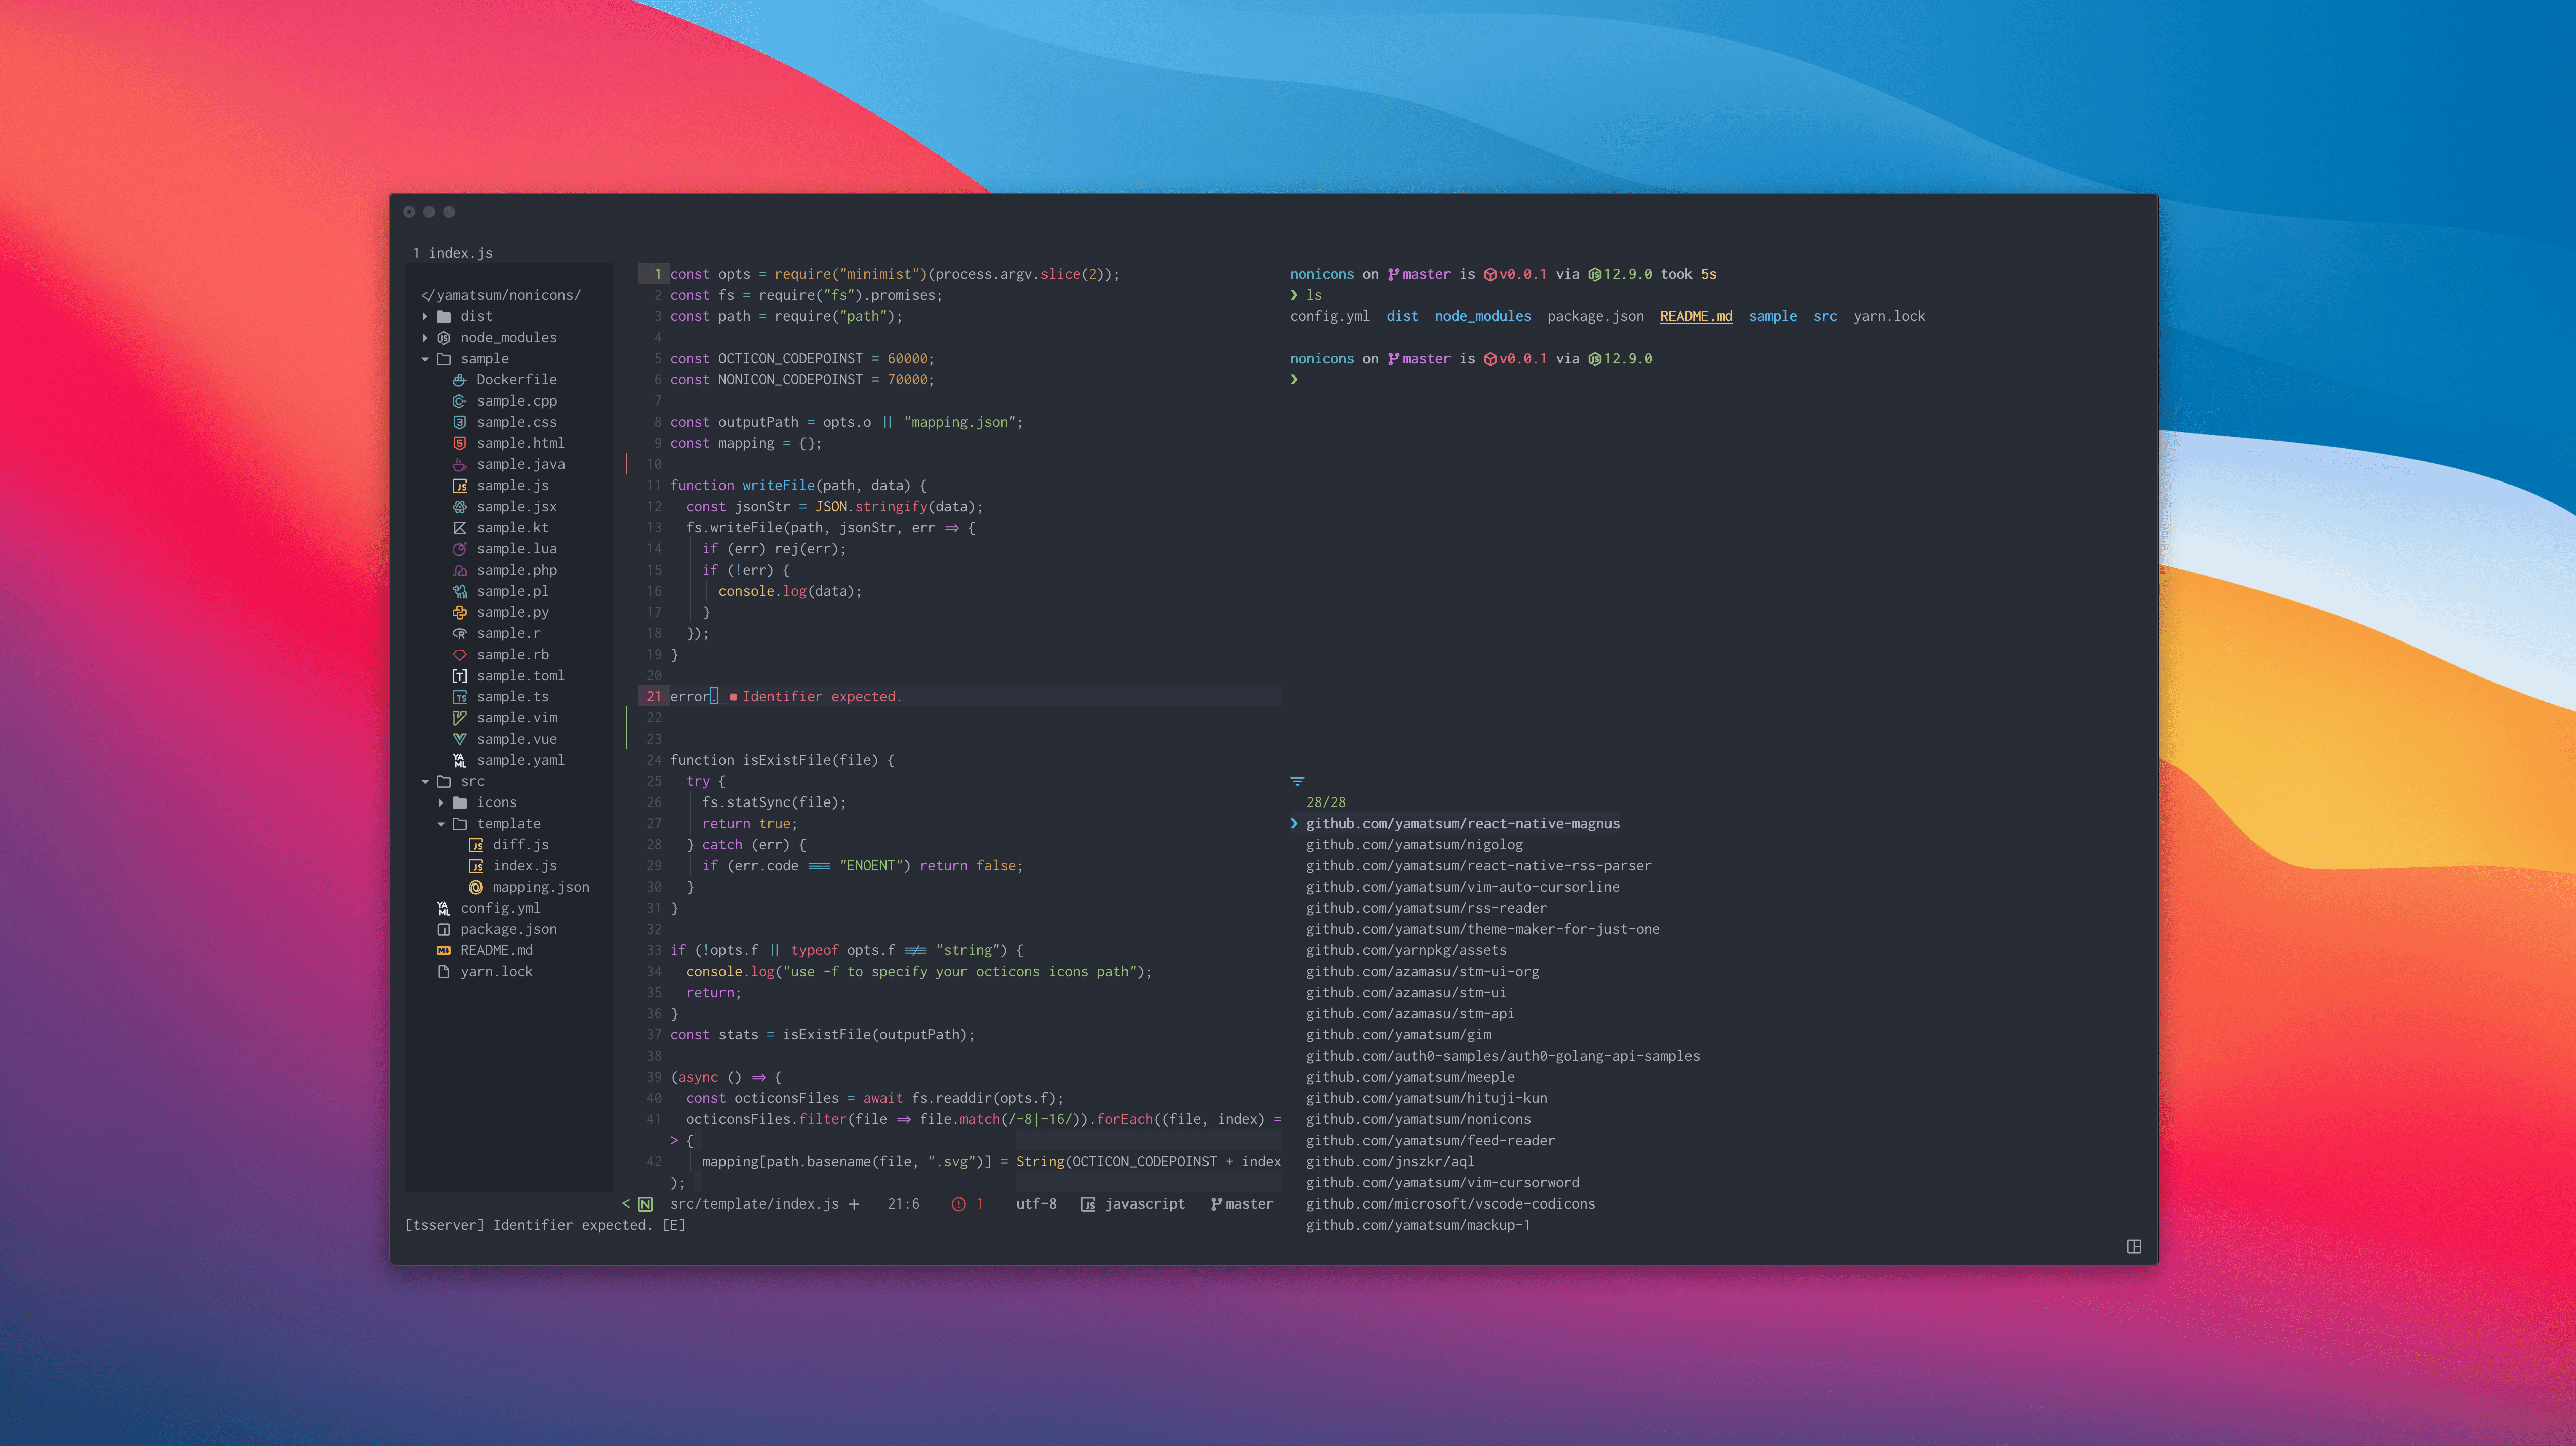 1 index.js
</yamatsum/nonicons/
dist
node_modules
sample
Dockerfile
sample.cpp
sample.css
sample.html
sample.java
sample.js
sample.jsx
sample.kt
sample.lua
sample.php
sample.pl
sample.py
sample.r
sample.rb
sample.toml
sample.ts
sample.vim
sample.vue
sample.yaml
src
icons
template
diff.js
index.js
mapping.json
config.yml
package.json
README.md
yarn.lock
1 const opts = require("minimist")(process.argv.slice(2));
2 const fs = require("fs").promises;
3 const path = require("path");
4
5 const OCTICON_CODEPOINST = 60000;
6 const NONICON_CODEPOINST = 70000;
7
8 const outputPath = opts.o || "mapping.json";
9 const mapping = {};
10
11 function writeFile(path, data) {
12   const jsonStr = JSON.stringify(data);
13   fs.writeFile(path, jsonStr, err => {
14     if (err) rej(err);
15     if (!err) {
16       console.log(data);
17     }
18   });
19 }
20
21 error. ■ Identifier expected.
22
23
24 function isExistFile(file) {
25   try {
26     fs.statSync(file);
27     return true;
28   } catch (err) {
29     if (err.code === "ENOENT") return false;
30   }
31 }
32
33 if (!opts.f || typeof opts.f !== "string") {
34   console.log("use -f to specify your octicons icons path");
35   return;
36 }
37 const stats = isExistFile(outputPath);
38
39 (async () => {
40   const octiconsFiles = await fs.readdir(opts.f);
41   octiconsFiles.filter(file => file.match(/-8|-16/)).forEach((file, index) =
> {
42     mapping[path.basename(file, ".svg")] = String(OCTICON_CODEPOINST + index
);
< N src/template/index.js + 21:6 1 utf-8 JS javascript master
[tsserver] Identifier expected. [E]
nonicons on master is v0.0.1 via 12.9.0 took 5s
❯ ls
config.yml dist node_modules package.json README.md sample src yarn.lock
nonicons on master is v0.0.1 via 12.9.0
❯
28/28
❯ github.com/yamatsum/react-native-magnus
github.com/yamatsum/nigolog
github.com/yamatsum/react-native-rss-parser
github.com/yamatsum/vim-auto-cursorline
github.com/yamatsum/rss-reader
github.com/yamatsum/theme-maker-for-just-one
github.com/yarnpkg/assets
github.com/azamasu/stm-ui-org
github.com/azamasu/stm-ui
github.com/azamasu/stm-api
github.com/yamatsum/gim
github.com/auth0-samples/auth0-golang-api-samples
github.com/yamatsum/meeple
github.com/yamatsum/hituji-kun
github.com/yamatsum/nonicons
github.com/yamatsum/feed-reader
github.com/jnszkr/aql
github.com/yamatsum/vim-cursorword
github.com/microsoft/vscode-codicons
github.com/yamatsum/mackup-1